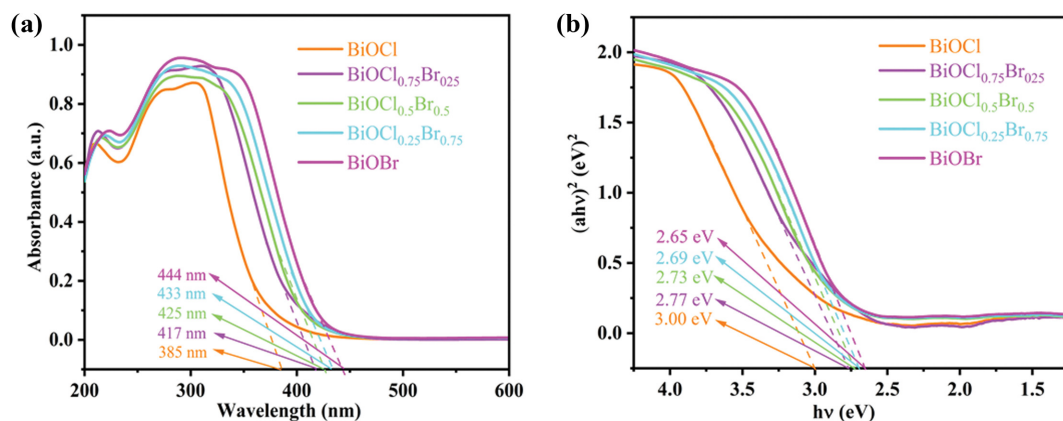 (a)
Absorbance (a.u.)
1.0
0.8
0.6
0.4
0.2
0.0
BiOCl
BiOCl0.75Br025
BiOCl0.5Br0.5
BiOCl0.25Br0.75
BiOBr
444 nm
433 nm
425 nm
417 nm
385 nm
200 300 400 500 600
Wavelength (nm)
(b)
(ahν)2 (eV)2
2.0
1.5
1.0
0.5
0.0
BiOCl
BiOCl0.75Br025
BiOCl0.5Br0.5
BiOCl0.25Br0.75
BiOBr
2.65 eV
2.69 eV
2.73 eV
2.77 eV
3.00 eV
4.0 3.5 3.0 2.5 2.0 1.5
hν (eV)